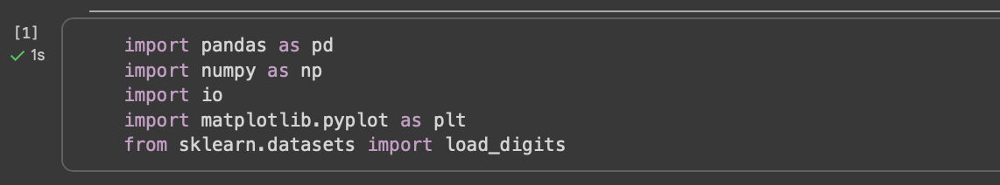 [1]
1s
import pandas as pd
import numpy as np
import io
import matplotlib.pyplot as plt
from sklearn.datasets import load_digits